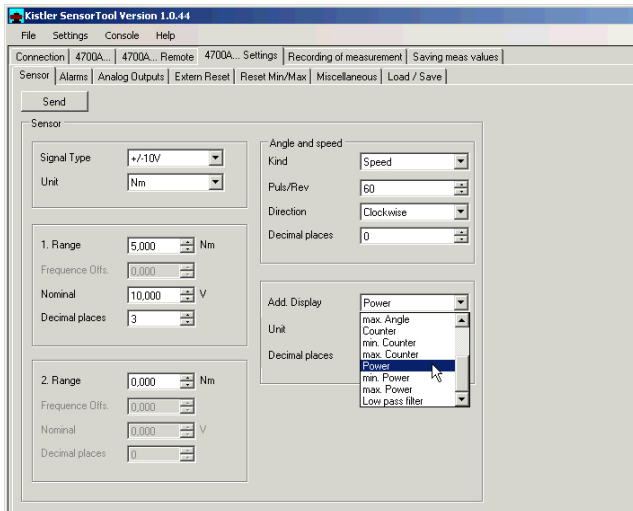 Kistler SensorTool Version 1.0.44
File Settings Console Help
Connection 4700A... 4700A... Remote 4700A... Settings Recording of measurement Saving meas values
Sensor Alarms Analog Outputs Extern Reset Reset Min/Max Miscellaneous Load / Save
Send
Sensor
Signal Type +/-10V
Unit Nm
1. Range 5,000 Nm
Frequence Offs. 0,000
Nominal 10,000 V
Decimal places 3
2. Range 0,000 Nm
Frequence Offs. 0,000
Nominal 0,000 V
Decimal places 0
Angle and speed
Kind Speed
Puls/Rev 60
Direction Clockwise
Decimal places 0
Add. Display Power
Unit
Decimal places
max. Angle
Counter
min. Counter
max. Counter
Power
min. Power
max. Power
Low pass filter